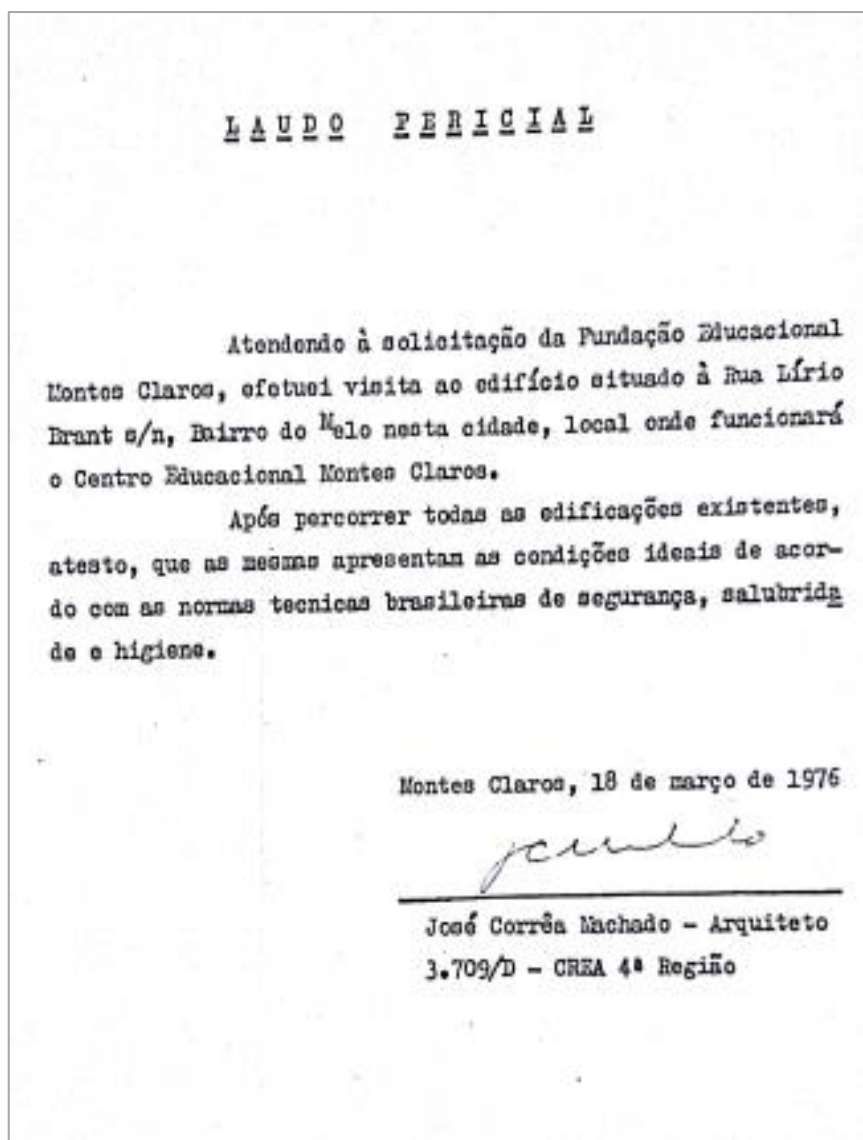 LAUDO PERICIAL
Atendendo à solicitação da Fundação Educacional
Montes Claros, efetuei visita ao edifício situado à Rua Lírio
Brant s/n, Bairro do Melo nesta cidade, local onde funcionará
o Centro Educacional Montes Claros.
Após percorrer todas as edificações existentes,
atesto, que as mesmas apresentam as condições ideais de acor-
do com as normas tecnicas brasileiras de segurança, salubrida
de e higiene.
Montes Claros, 18 de março de 1976
José Corrêa Machado - Arquiteto
3.709/D - CREA 4ª Região